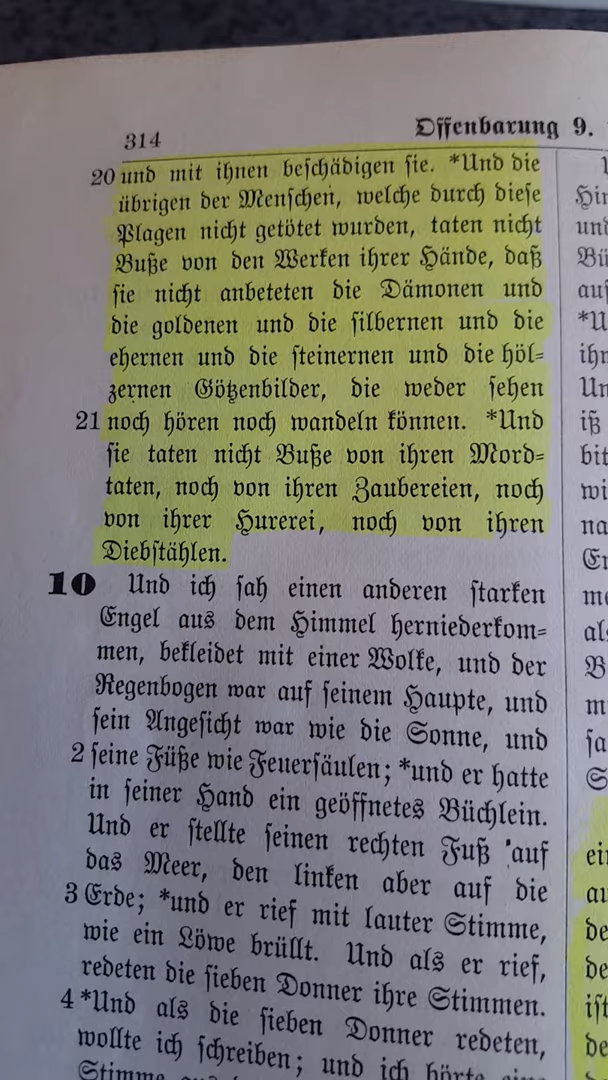 314
Offenbarung 9.
20 und mit ihnen beschädigen sie. *Und die
übrigen der Menschen, welche durch diese
Plagen nicht getötet wurden, taten nicht
Buße von den Werken ihrer Hände, daß
sie nicht anbeteten die Dämonen und
die goldenen und die silbernen und die
ehernen und die steinernen und die höl=
zernen Götzenbilder, die weder sehen
21 noch hören noch wandeln können. *Und
sie taten nicht Buße von ihren Mord=
taten, noch von ihren Zaubereien, noch
von ihrer Hurerei, noch von ihren
Diebstählen.
10 Und ich sah einen anderen starken
Engel aus dem Himmel herniederkom=
men, bekleidet mit einer Wolke, und der
Regenbogen war auf seinem Haupte, und
sein Angesicht war wie die Sonne, und
2 seine Füße wie Feuersäulen; *und er hatte
in seiner Hand ein geöffnetes Büchlein.
Und er stellte seinen rechten Fuß auf
das Meer, den linken aber auf die
3 Erde; *und er rief mit lauter Stimme,
wie ein Löwe brüllt. Und als er rief,
redeten die sieben Donner ihre Stimmen.
4 *Und als die sieben Donner redeten,
wollte ich schreiben; und ich hörte eine
Stimme